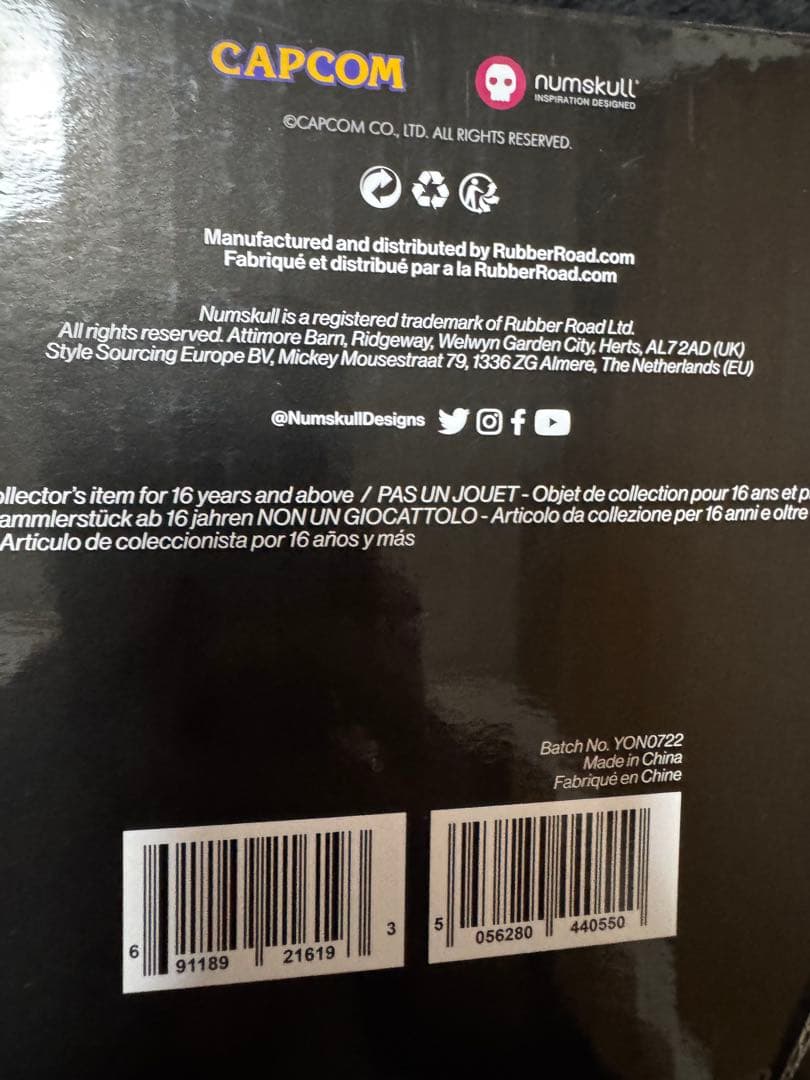 CAPCOM
numskull
INSPIRATION DESIGNED
©CAPCOM CO., LTD. ALL RIGHTS RESERVED.
Manufactured and distributed by RubberRoad.com
Fabriqué et distribué par a la RubberRoad.com
Numskull is a registered trademark of Rubber Road Ltd.
All rights reserved. Attimore Barn, Ridgeway, Welwyn Garden City, Herts, AL7 2AD (UK)
Style Sourcing Europe BV, Mickey Mousestraat 79, 1336 ZG Almere, The Netherlands (EU)
@NumskullDesigns
ollector's item for 16 years and above / PAS UN JOUET - Objet de collection pour 16 ans et p
ammlerstück ab 16 jahren NON UN GIOCATTOLO - Articolo da collezione per 16 anni e oltre
Artículo de coleccionista por 16 años y más
Batch No. YON0722
Made in China
Fabriqué en Chine
6 91189 21619 3
5 056280 440550